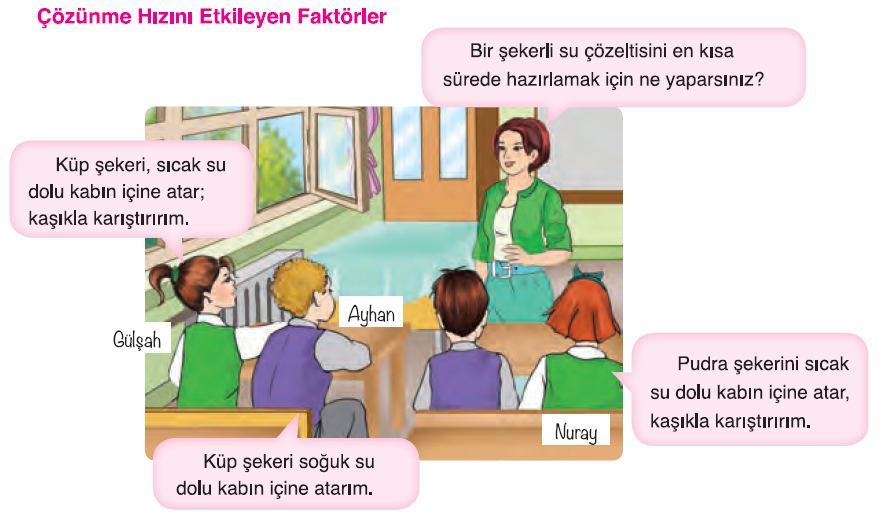 Çözünme Hızını Etkileyen Faktörler
Bir şekerli su çözeltisini en kısa
sürede hazırlamak için ne yaparsınız?
Küp şekeri, sıcak su
dolu kabın içine atar;
kaşıkla karıştırırım.
Ayhan
Gülşah
Pudra şekerini sıcak
su dolu kabın içine atar,
kaşıkla karıştırırım.
Nuray
Küp şekeri soğuk su
dolu kabın içine atarım.